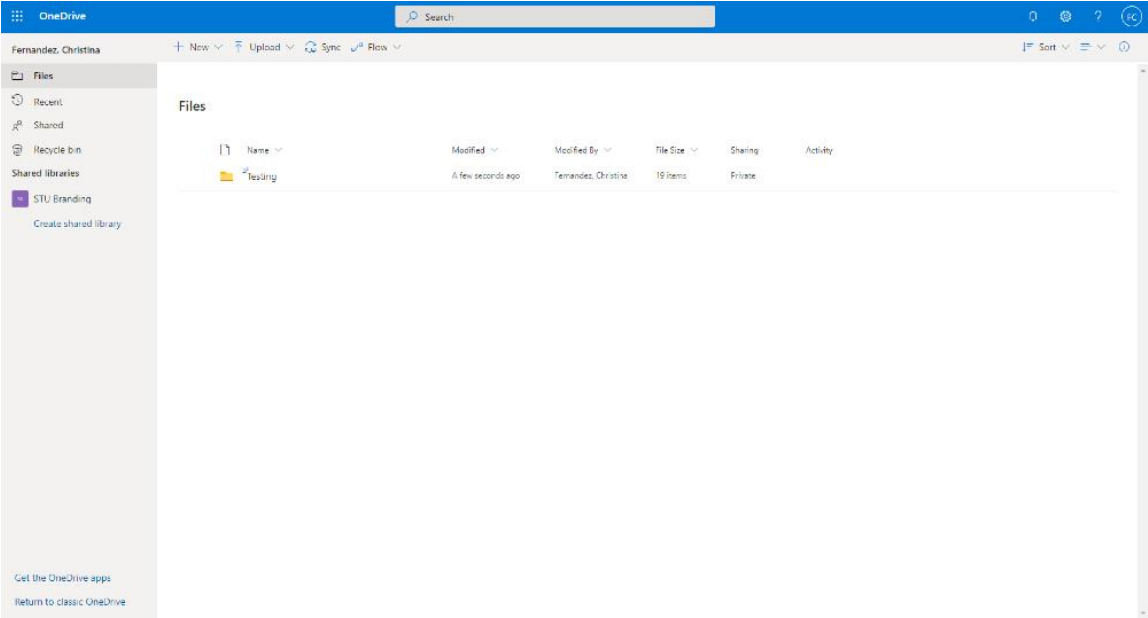 OneDrive
Search
?
FC
Fernandez, Christina
New
Upload
Sync
Flow
Sort
Files
Recent
Shared
Recycle bin
Shared libraries
STU Branding
Create shared library
Files
Name Modified Modified By File Size Sharing Activity
Testing A few seconds ago Fernandez, Christina 19 items Private
Get the OneDrive apps
Return to classic OneDrive